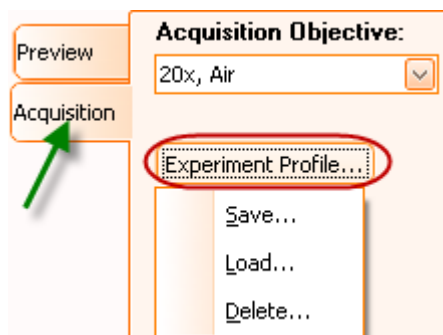 Preview
Acquisition
Acquisition Objective:
20x, Air
Experiment Profile...
Save...
Load...
Delete...